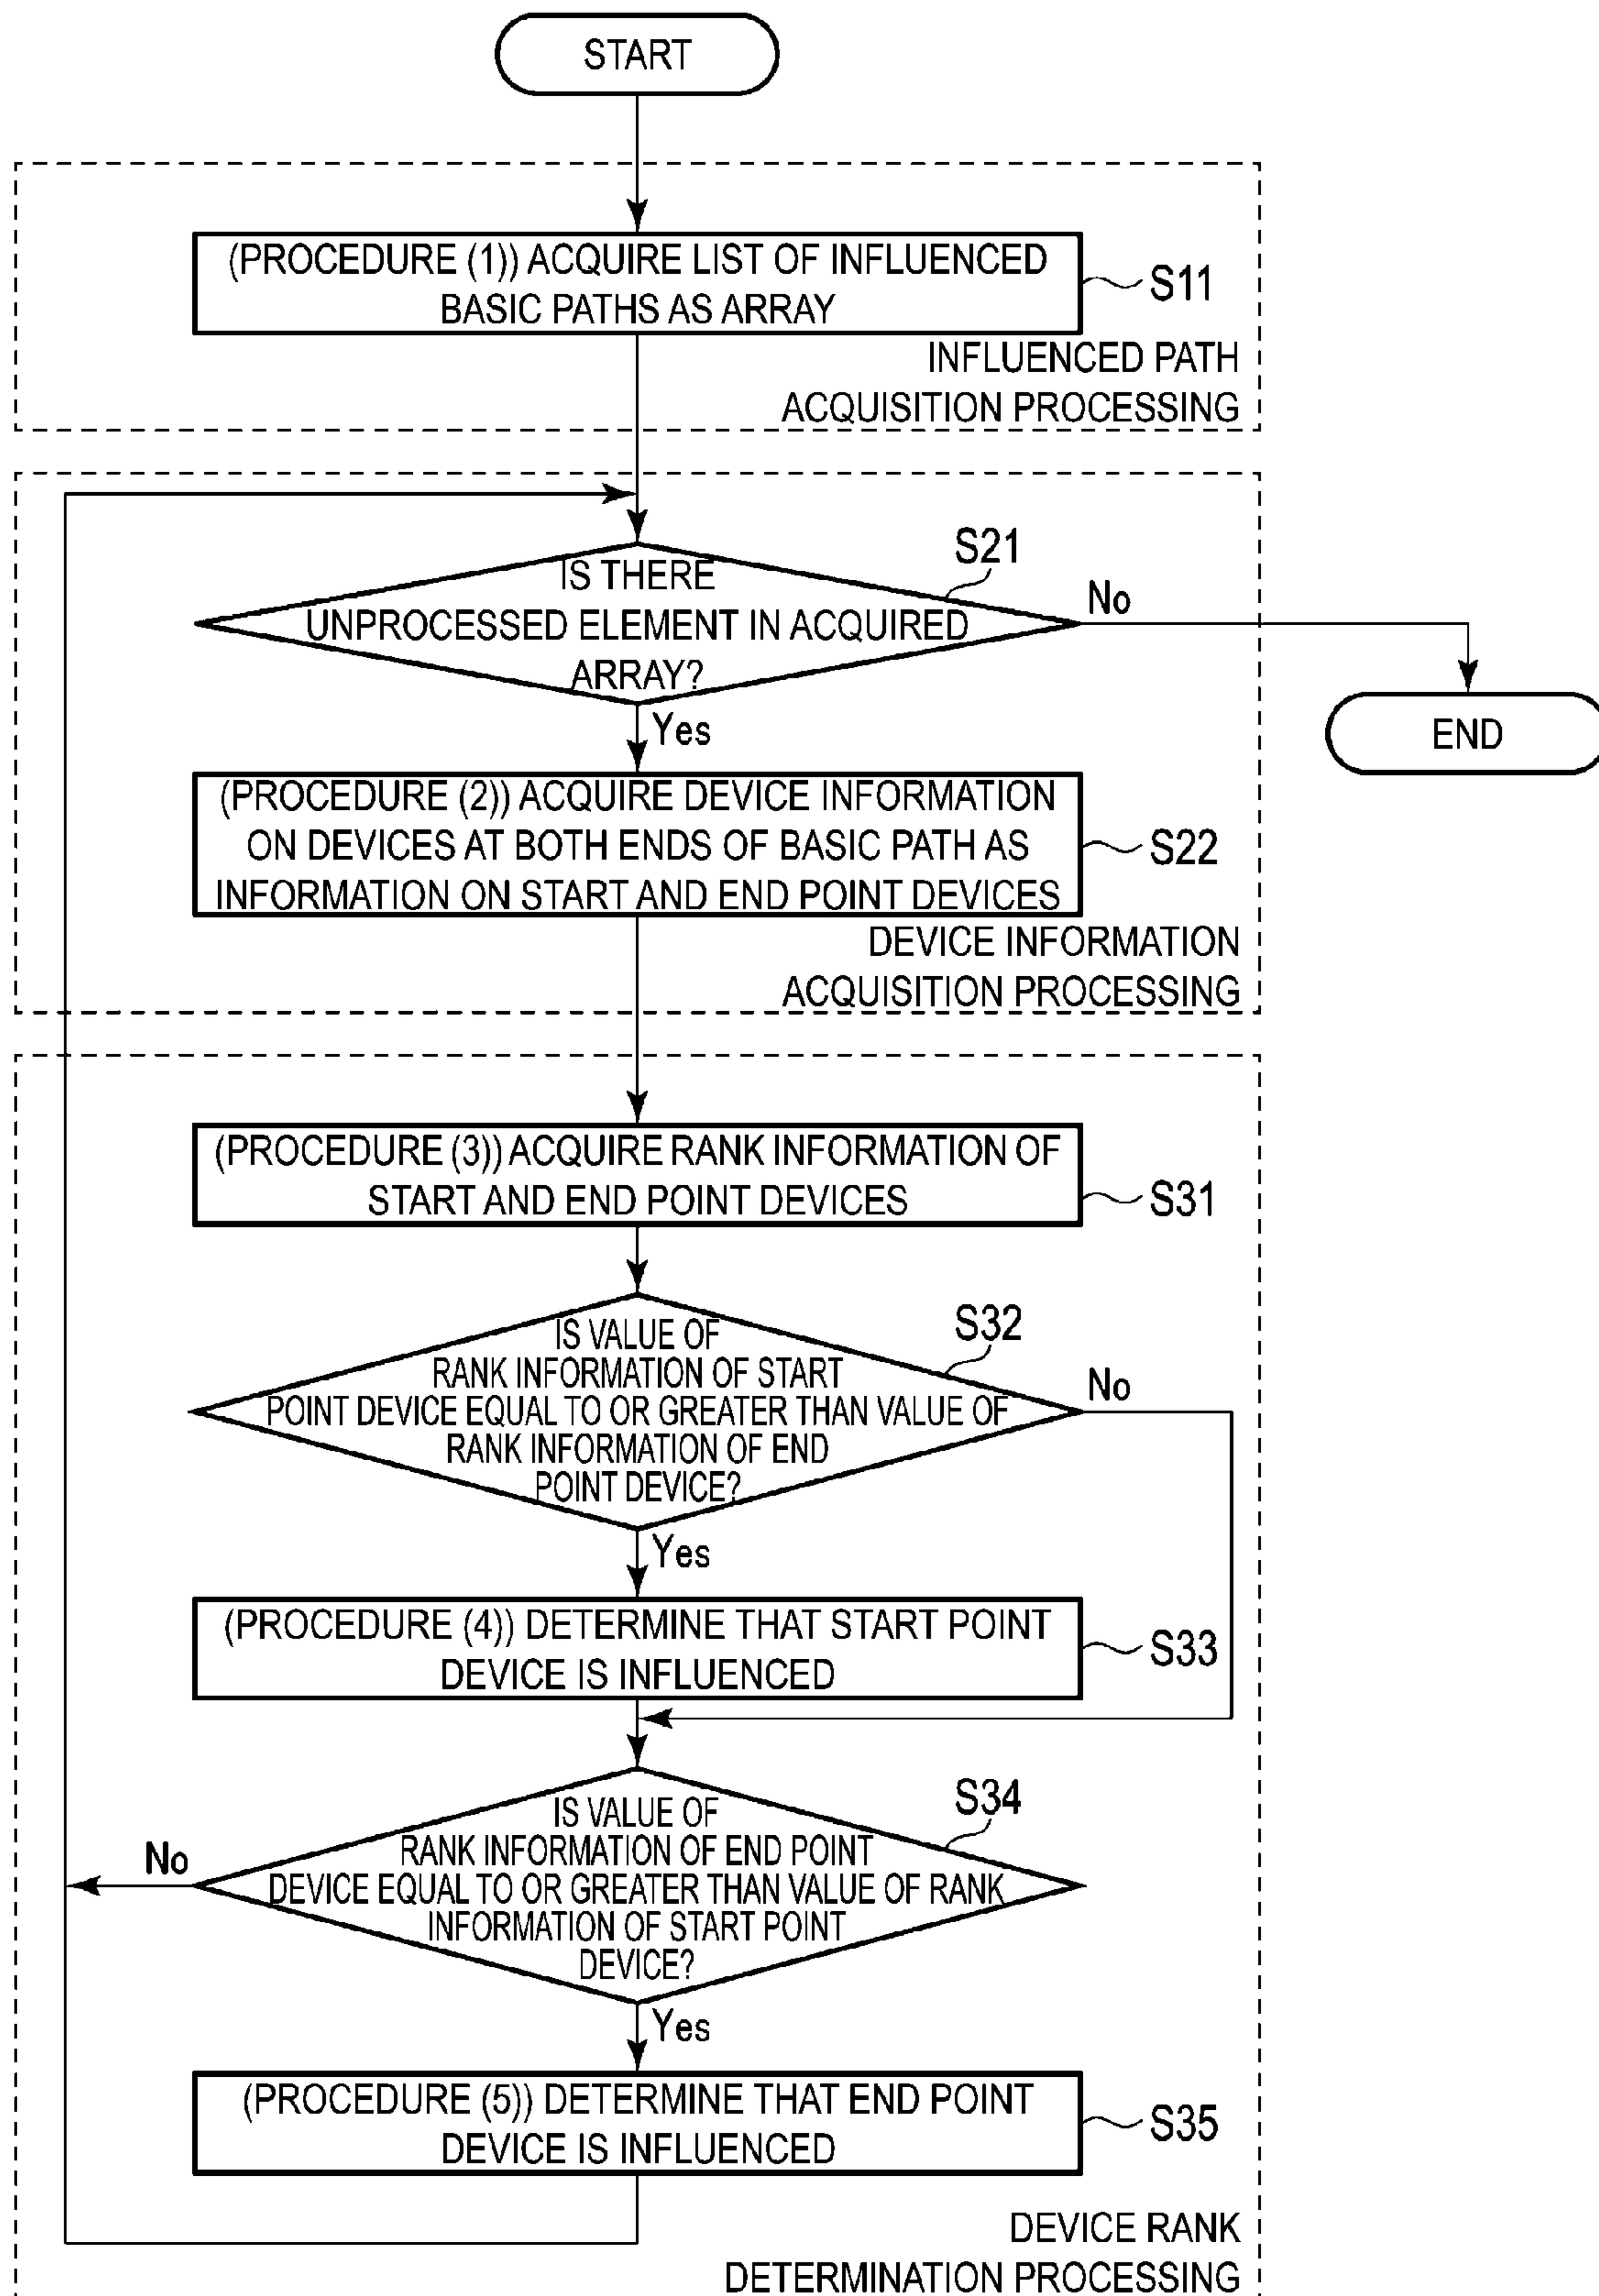 START
(PROCEDURE (1)) ACQUIRE LIST OF INFLUENCED
BASIC PATHS AS ARRAY
S11
INFLUENCED PATH
ACQUISITION PROCESSING
S21
IS THERE
UNPROCESSED ELEMENT IN ACQUIRED
ARRAY?
No
Yes
END
(PROCEDURE (2)) ACQUIRE DEVICE INFORMATION
ON DEVICES AT BOTH ENDS OF BASIC PATH AS
INFORMATION ON START AND END POINT DEVICES
S22
DEVICE INFORMATION
ACQUISITION PROCESSING
(PROCEDURE (3)) ACQUIRE RANK INFORMATION OF
START AND END POINT DEVICES
S31
S32
IS VALUE OF
RANK INFORMATION OF START
POINT DEVICE EQUAL TO OR GREATER THAN VALUE OF
RANK INFORMATION OF END
POINT DEVICE?
No
Yes
(PROCEDURE (4)) DETERMINE THAT START POINT
DEVICE IS INFLUENCED
S33
S34
IS VALUE OF
RANK INFORMATION OF END POINT
DEVICE EQUAL TO OR GREATER THAN VALUE OF RANK
INFORMATION OF START POINT
DEVICE?
No
Yes
(PROCEDURE (5)) DETERMINE THAT END POINT
DEVICE IS INFLUENCED
S35
DEVICE RANK
DETERMINATION PROCESSING